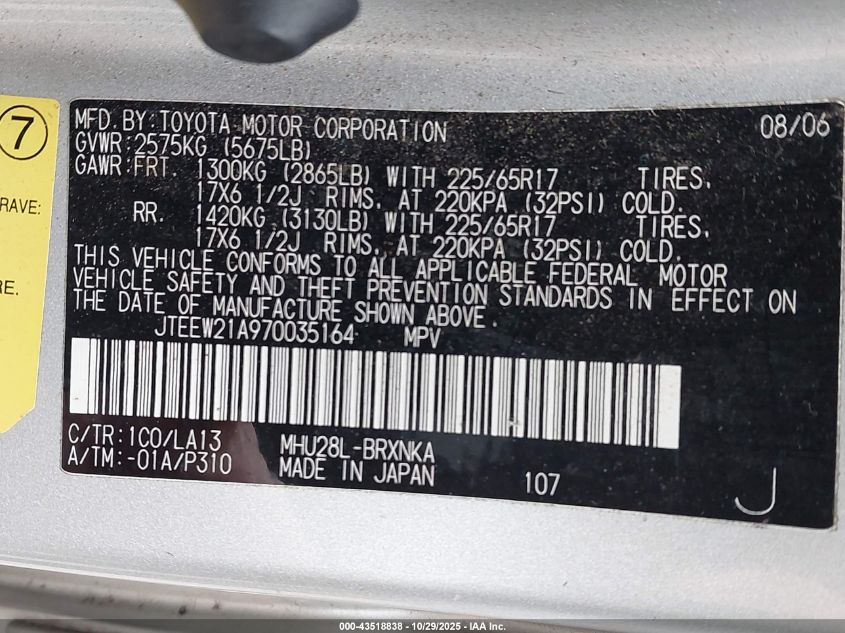 7
RAVE:
RE.
MFD. BY: TOYOTA MOTOR CORPORATION 08/06
GVWR: 2575KG (5675LB)
GAWR: FRT. 1300KG (2865LB) WITH 225/65R17 TIRES,
17X6 1/2J RIMS. AT 220KPA (32PSI) COLD.
RR. 1420KG (3130LB) WITH 225/65R17 TIRES,
17X6 1/2J RIMS. AT 220KPA (32PSI) COLD.
THIS VEHICLE CONFORMS TO ALL APPLICABLE FEDERAL MOTOR
VEHICLE SAFETY AND THEFT PREVENTION STANDARDS IN EFFECT ON
THE DATE OF MANUFACTURE SHOWN ABOVE.
JTEEW21A970035164 MPV
C/TR: 1C0/LA13 MHU28L-BRXNKA
A/TM: -01A/P310 MADE IN JAPAN 107 J
000-43518838 - 10/29/2025 - IAA Inc.